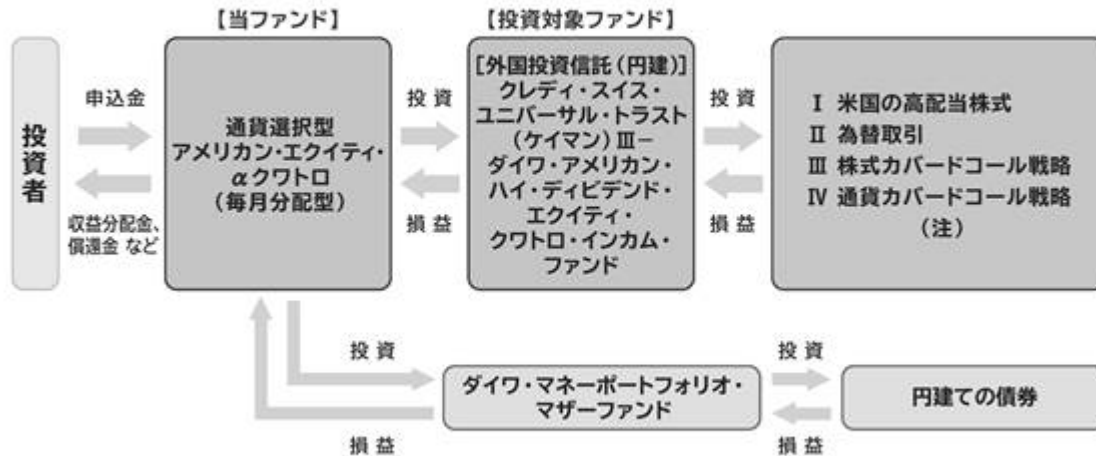 【当ファンド】
【投資対象ファンド】
投資者
申込金
収益分配金、
償還金 など
通貨選択型
アメリカン・エクイティ・
αクワトロ
（毎月分配型）
投 資
損 益
［外国投資信託（円建）］
クレディ・スイス・
ユニバーサル・トラスト
（ケイマン）Ⅲ－
ダイワ・アメリカン・
ハイ・ディビデンド・
エクイティ・
クワトロ・インカム・
ファンド
投 資
損 益
Ⅰ 米国の高配当株式
Ⅱ 為替取引
Ⅲ 株式カバードコール戦略
Ⅳ 通貨カバードコール戦略
（注）
投 資
損 益
ダイワ・マネーポートフォリオ・
マザーファンド
投 資
損 益
円建ての債券